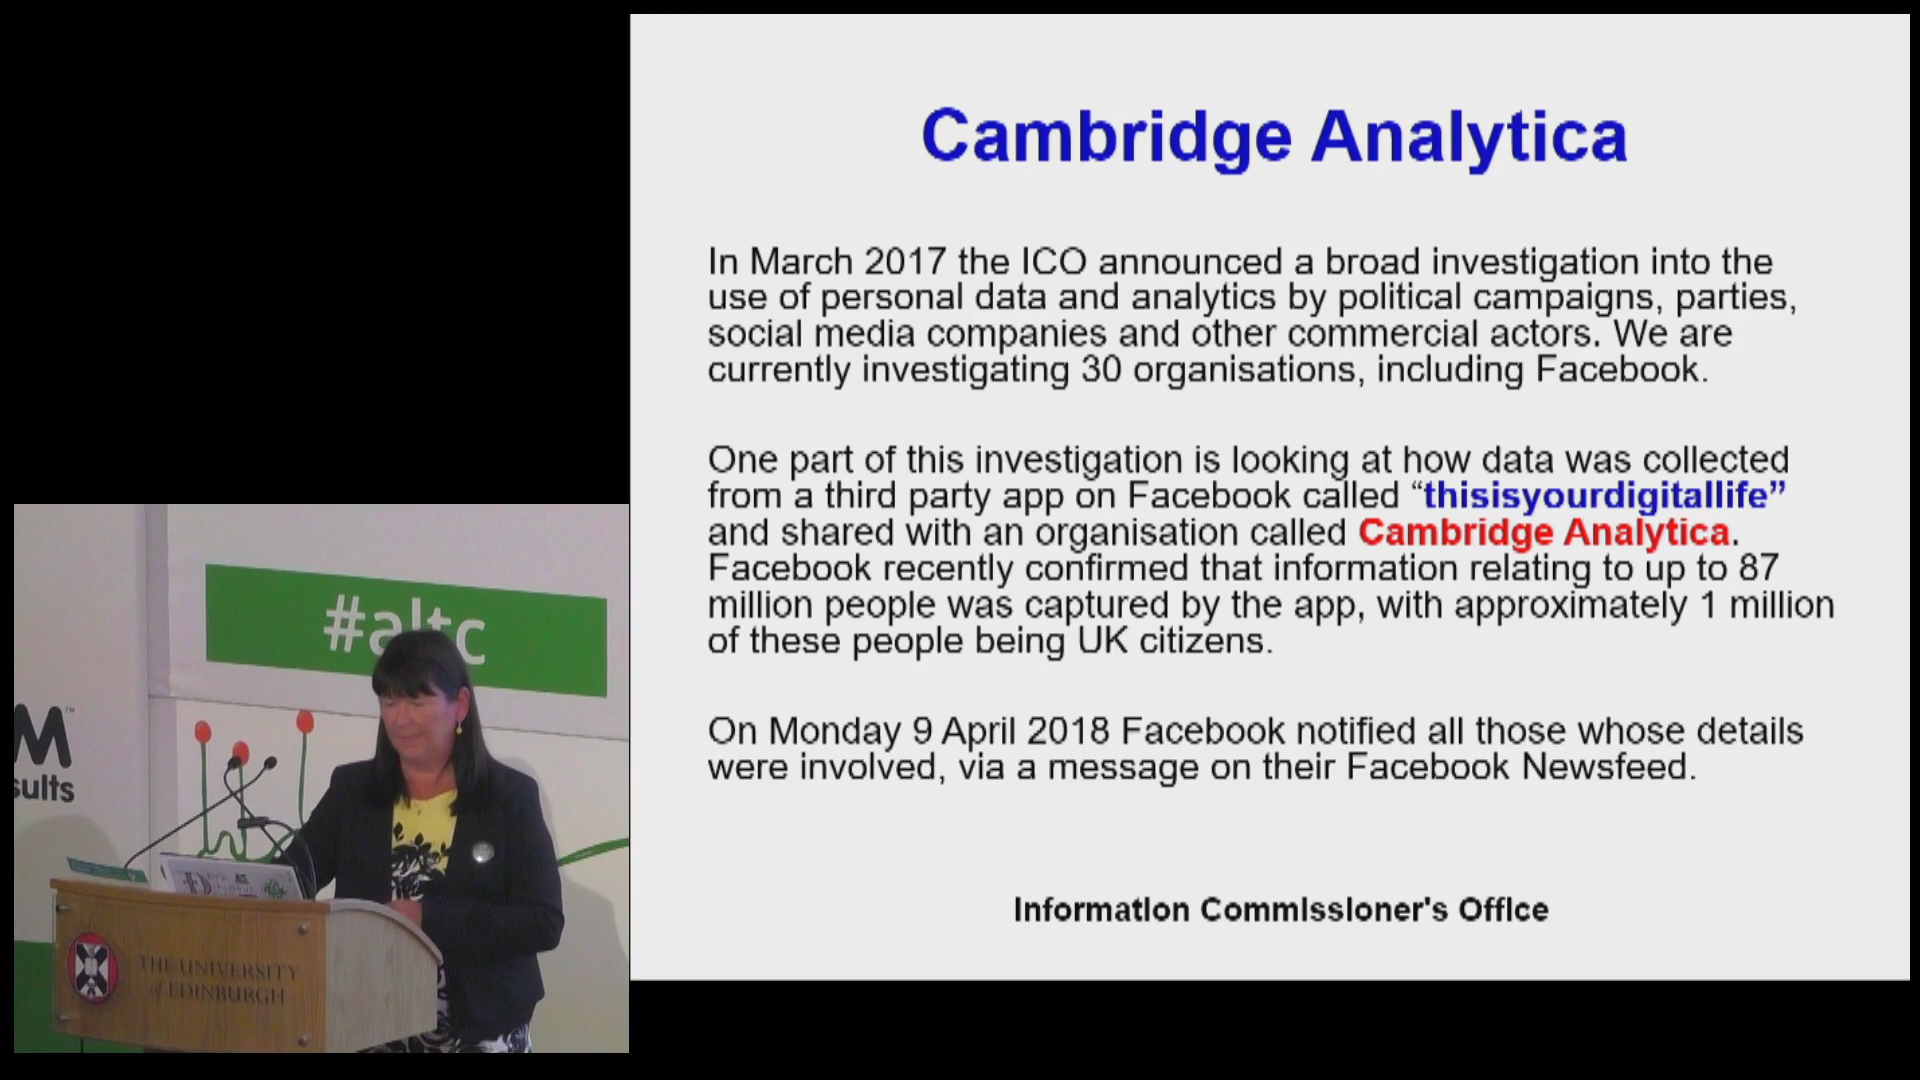 Cambridge Analytica
In March 2017 the ICO announced a broad investigation into the
use of personal data and analytics by political campaigns, parties,
social media companies and other commercial actors. We are
currently investigating 30 organisations, including Facebook.
One part of this investigation is looking at how data was collected
from a third party app on Facebook called “thisisyourdigitallife”
and shared with an organisation called Cambridge Analytica.
Facebook recently confirmed that information relating to up to 87
million people was captured by the app, with approximately 1 million
of these people being UK citizens.
On Monday 9 April 2018 Facebook notified all those whose details
were involved, via a message on their Facebook Newsfeed.
Information Commissioner's Office
#altc
M™
sults
THE UNIVERSITY
of EDINBURGH